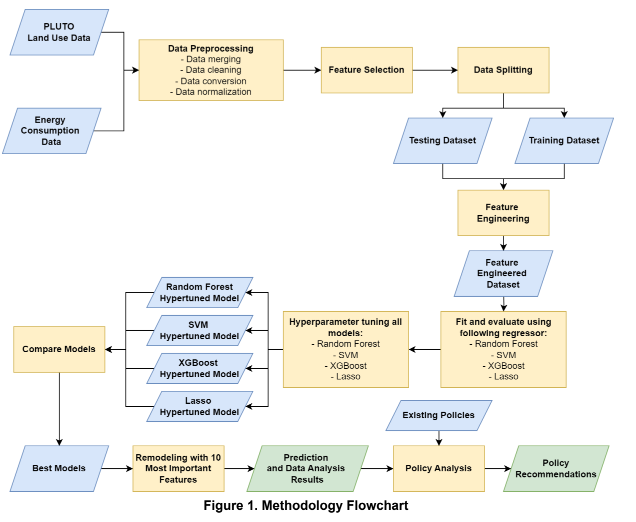 PLUTO
Land Use Data
Energy
Consumption
Data
Data Preprocessing
- Data merging
- Data cleaning
- Data conversion
- Data normalization
Feature Selection
Data Splitting
Testing Dataset
Training Dataset
Feature
Engineering
Feature
Engineered
Dataset
Fit and evaluate using
following regressor:
- Random Forest
- SVM
- XGBoost
- Lasso
Hyperparameter tuning all
models:
- Random Forest
- SVM
- XGBoost
- Lasso
Random Forest
Hypertuned Model
SVM
Hypertuned Model
XGBoost
Hypertuned Model
Lasso
Hypertuned Model
Compare Models
Existing Policies
Best Models
Remodeling with 10
Most Important
Features
Prediction
and Data Analysis
Results
Policy Analysis
Policy
Recommendations
Figure 1. Methodology Flowchart